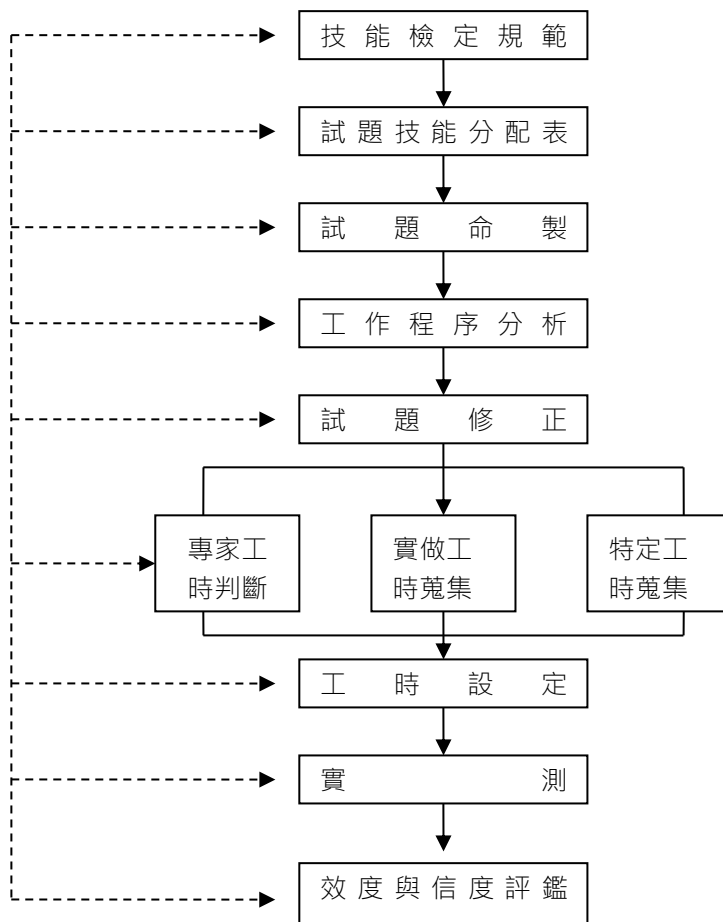 技能檢定規範
試題技能分配表
試題命製
工作程序分析
試題修正
專家工
時判斷
實做工
時蒐集
特定工
時蒐集
工時設定
實測
效度與信度評鑑